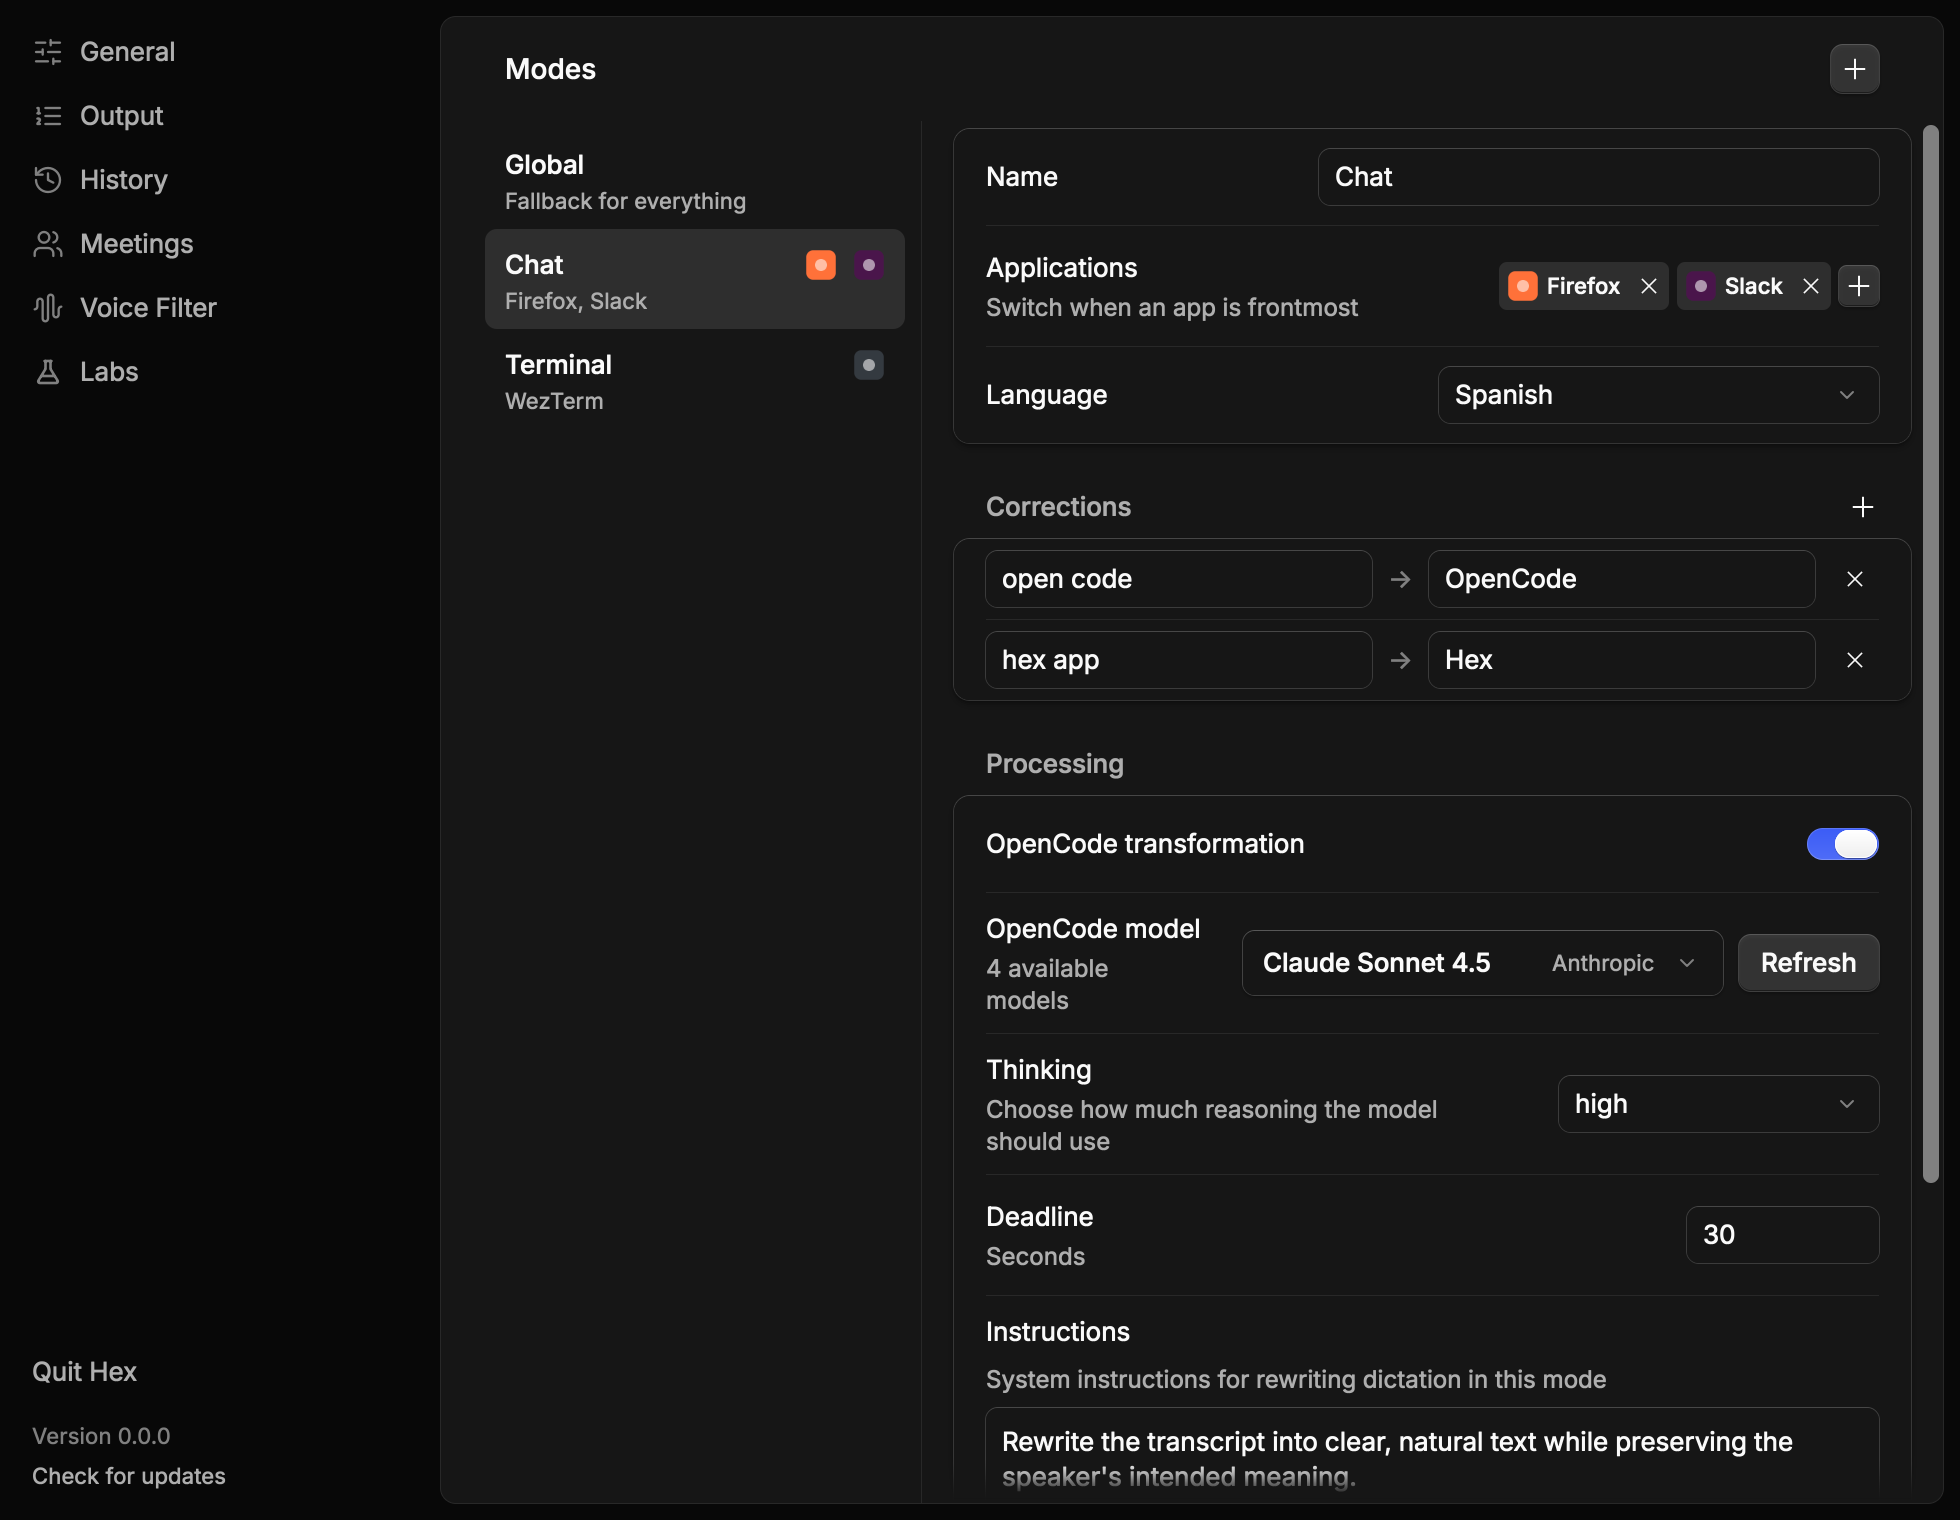 General
Output
History
Meetings
Voice Filter
Labs
Quit Hex
Version 0.0.0
Check for updates
Modes
Global
Fallback for everything
Chat
Firefox, Slack
Terminal
WezTerm
Name
Chat
Applications
Switch when an app is frontmost
Firefox
Slack
Language
Spanish
Corrections
open code → OpenCode
hex app → Hex
Processing
OpenCode transformation
OpenCode model
4 available
models
Claude Sonnet 4.5 Anthropic
Refresh
Thinking
Choose how much reasoning the model
should use
high
Deadline
Seconds
30
Instructions
System instructions for rewriting dictation in this mode
Rewrite the transcript into clear, natural text while preserving the
speaker's intended meaning.